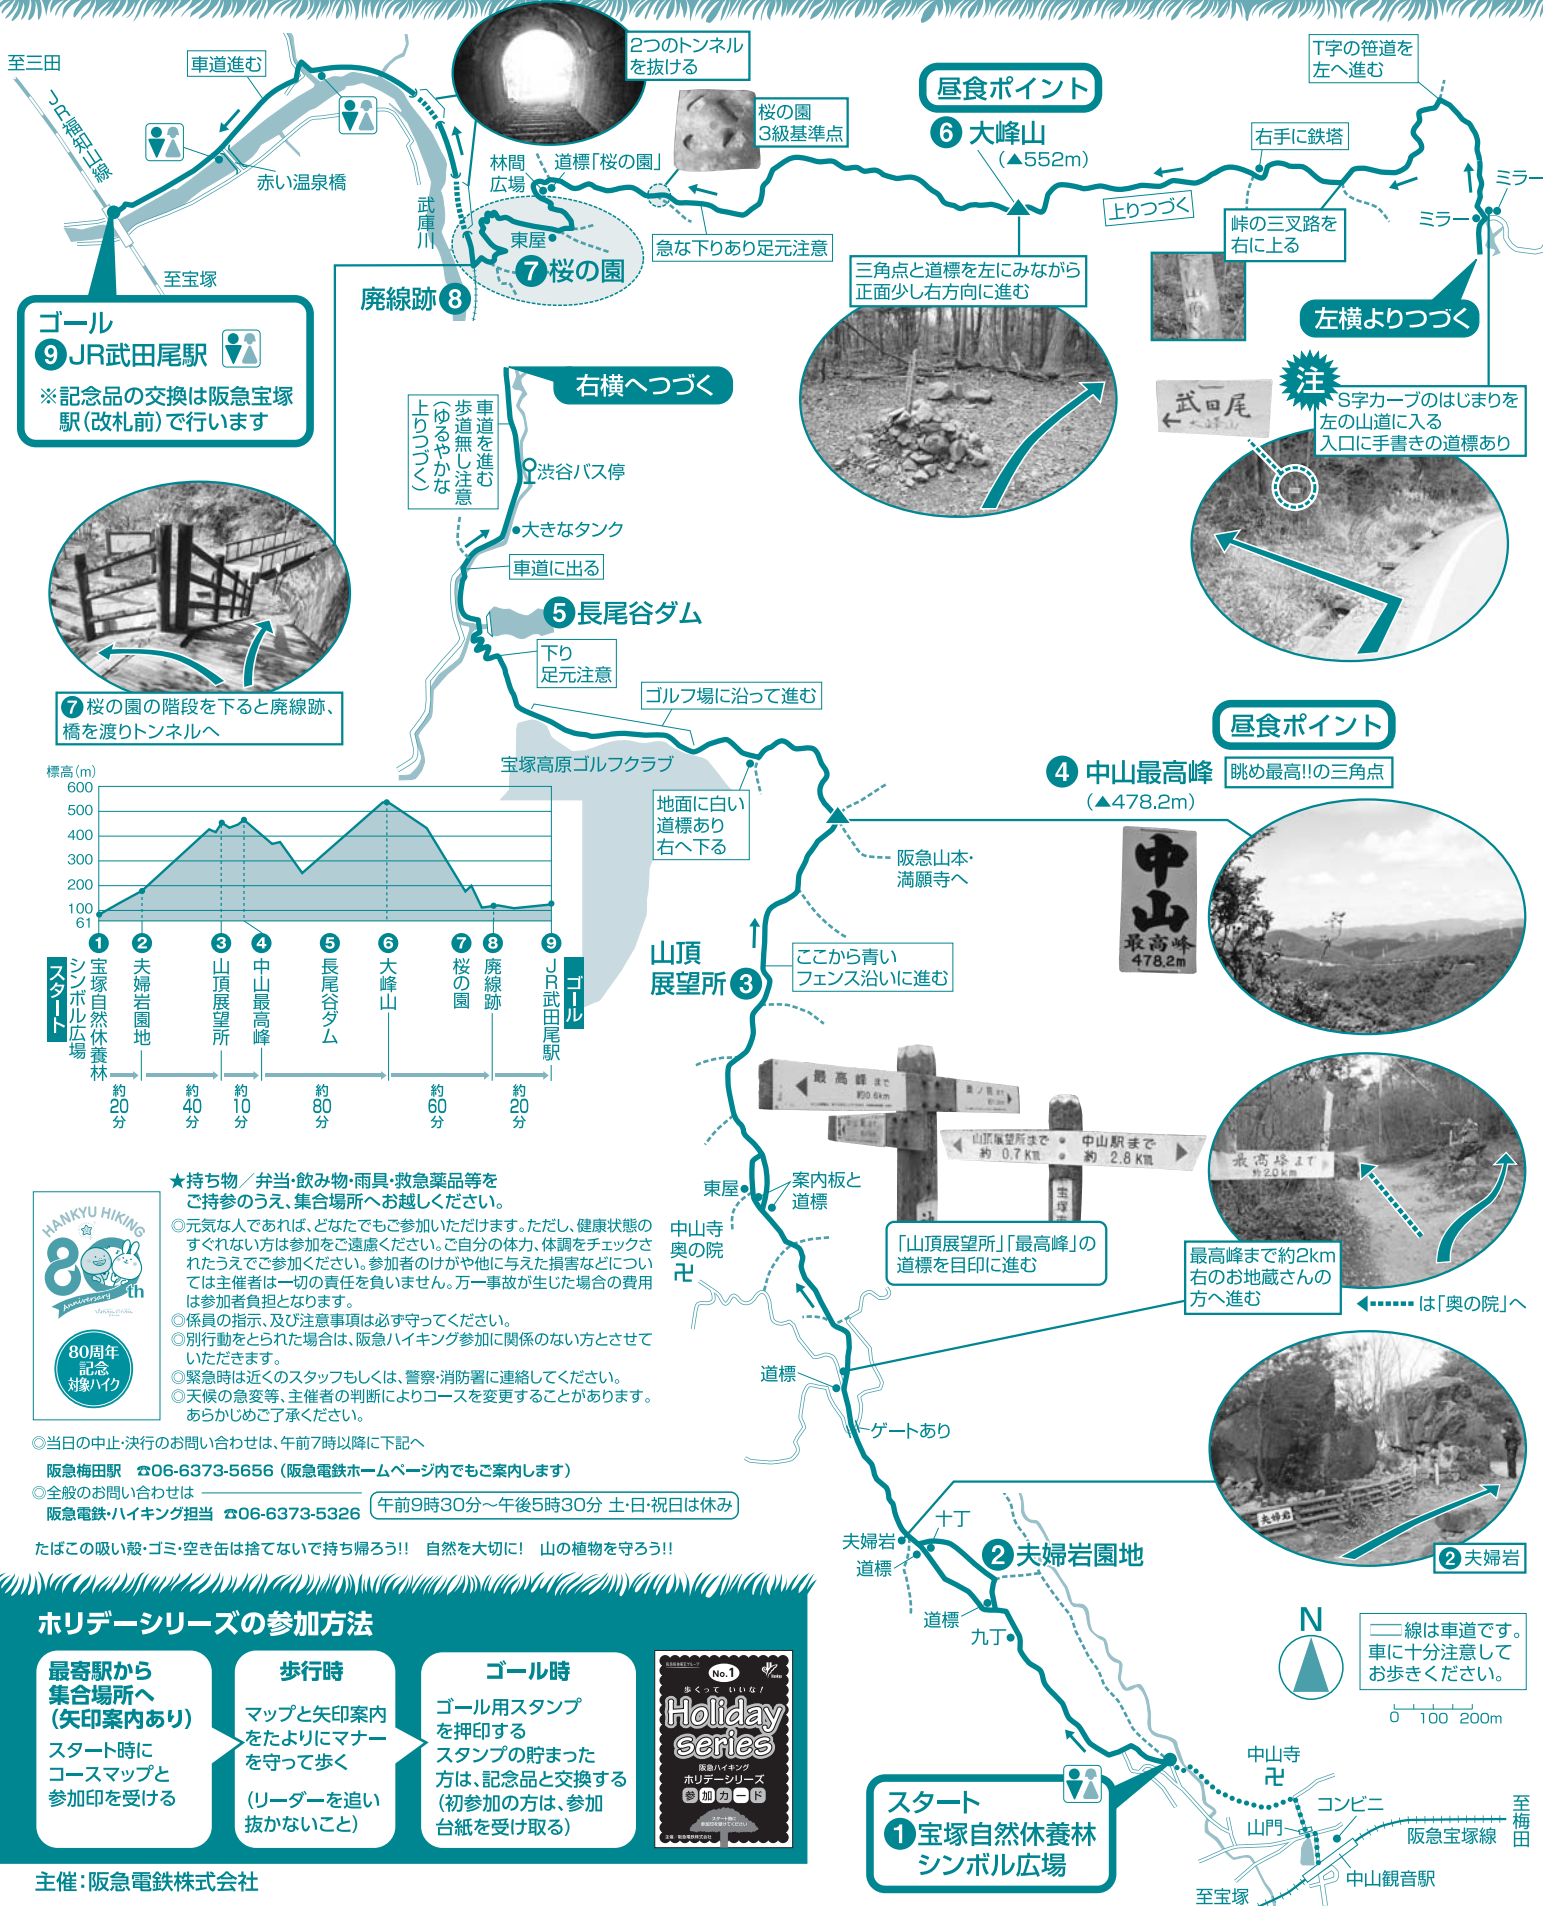 至三田
JR福知山線
車道進む
赤い温泉橋
至宝塚
武庫川
2つのトンネル
を抜ける
桜の園
3級基準点
林間
広場
道標「桜の園」
東屋
7桜の園
廃線跡8
急な下りあり足元注意
昼食ポイント
6 大峰山
(▲552m)
上りつづく
三角点と道標を左にみながら
正面少し右方向に進む
T字の笹道を
左へ進む
右手に鉄塔
峠の三叉路を
右に上る
ミラー
ミラー
左横よりつづく
ゴール
9JR武田尾駅
※記念品の交換は阪急宝塚
駅(改札前)で行います
右横へつづく
車道を進む
歩道無し注意
(ゆるやかな
上りつづく)
渋谷バス停
大きなタンク
車道に出る
5長尾谷ダム
下り
足元注意
武田尾
大峰山
注
S字カーブのはじまりを
左の山道に入る
入口に手書きの道標あり
7桜の園の階段を下ると廃線跡、
橋を渡りトンネルへ
ゴルフ場に沿って進む
宝塚高原ゴルフクラブ
地面に白い
道標あり
右へ下る
昼食ポイント
4 中山最高峰
(▲478.2m)
眺め最高!!の三角点
阪急山本・
満願寺へ
中山
最高峰
478.2m
標高(m)
600
500
400
300
200
100
61
1
2
3
4
5
6
7
8
9
スタート
宝塚自然休養林
シンボル広場
夫婦岩園地
山頂展望所
中山最高峰
長尾谷ダム
大峰山
桜の園
廃線跡
JR武田尾駅
ゴール
約20分
約40分
約10分
約80分
約60分
約20分
山頂
展望所3
ここから青い
フェンス沿いに進む
最高峰まで
約0.6km
山頂展望所まで
約 0.7Km
中山駅まで
約 2.8Km
「山頂展望所」「最高峰」の
道標を目印に進む
最高峰まで
約2.0km
最高峰まで約2km
右のお地蔵さんの
方へ進む
は「奥の院」へ
東屋
案内板と
道標
中山寺
奥の院
卍
道標
ゲートあり
HANKYU HIKING
80th
Anniversary
80周年
記念
対象ハイク
★持ち物/弁当・飲み物・雨具・救急薬品等を
ご持参のうえ、集合場所へお越しください。
◎元気な人であれば、どなたでもご参加いただけます。ただし、健康状態の
すぐれない方は参加をご遠慮ください。ご自分の体力、体調をチェックさ
れたうえでご参加ください。参加者のけがや他に与えた損害などについ
ては主催者は一切の責任を負いません。万一事故が生じた場合の費用
は参加者負担となります。
◎係員の指示、及び注意事項は必ず守ってください。
◎別行動をとられた場合は、阪急ハイキング参加に関係のない方とさせて
いただきます。
◎緊急時は近くのスタッフもしくは、警察・消防署に連絡してください。
◎天候の急変等、主催者の判断によりコースを変更することがあります。
あらかじめご了承ください。
◎当日の中止・決行のお問い合わせは、午前7時以降に下記へ
阪急梅田駅 ☎06-6373-5656(阪急電鉄ホームページ内でもご案内します)
◎全般のお問い合わせは
阪急電鉄・ハイキング担当 ☎06-6373-5326
午前9時30分〜午後5時30分 土・日・祝日は休み
たばこの吸い殻・ゴミ・空き缶は捨てないで持ち帰ろう!! 自然を大切に! 山の植物を守ろう!!
夫婦岩
十丁
道標
2夫婦岩園地
道標
九丁
夫婦岩
2夫婦岩
N
線は車道です。
車に十分注意して
お歩きください。
0 100 200m
ホリデーシリーズの参加方法
最寄駅から
集合場所へ
(矢印案内あり)
スタート時に
コースマップと
参加印を受ける
歩行時
マップと矢印案内
をたよりにマナー
を守って歩く
(リーダーを追い
抜かないこと)
ゴール時
ゴール用スタンプ
を押印する
スタンプの貯まった
方は、記念品と交換する
(初参加の方は、参加
台紙を受け取る)
No.1
歩くって いいな!
Holiday
series
阪急ハイキング
ホリデーシリーズ
参加カード
主催:阪急電鉄株式会社
スタート
1宝塚自然休養林
シンボル広場
中山寺
卍
コンビニ
山門
至梅田
阪急宝塚線
中山観音駅
至宝塚
主催:阪急電鉄株式会社